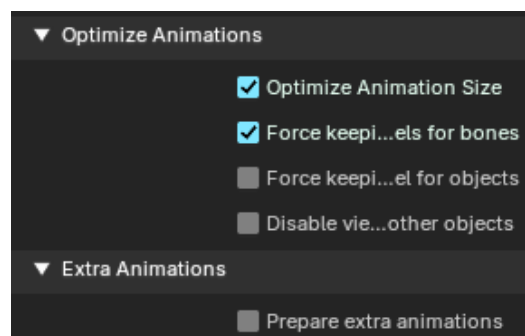 Optimize Animations
Optimize Animation Size
Force keepi...els for bones
Force keepi...el for objects
Disable vie...other objects
Extra Animations
Prepare extra animations